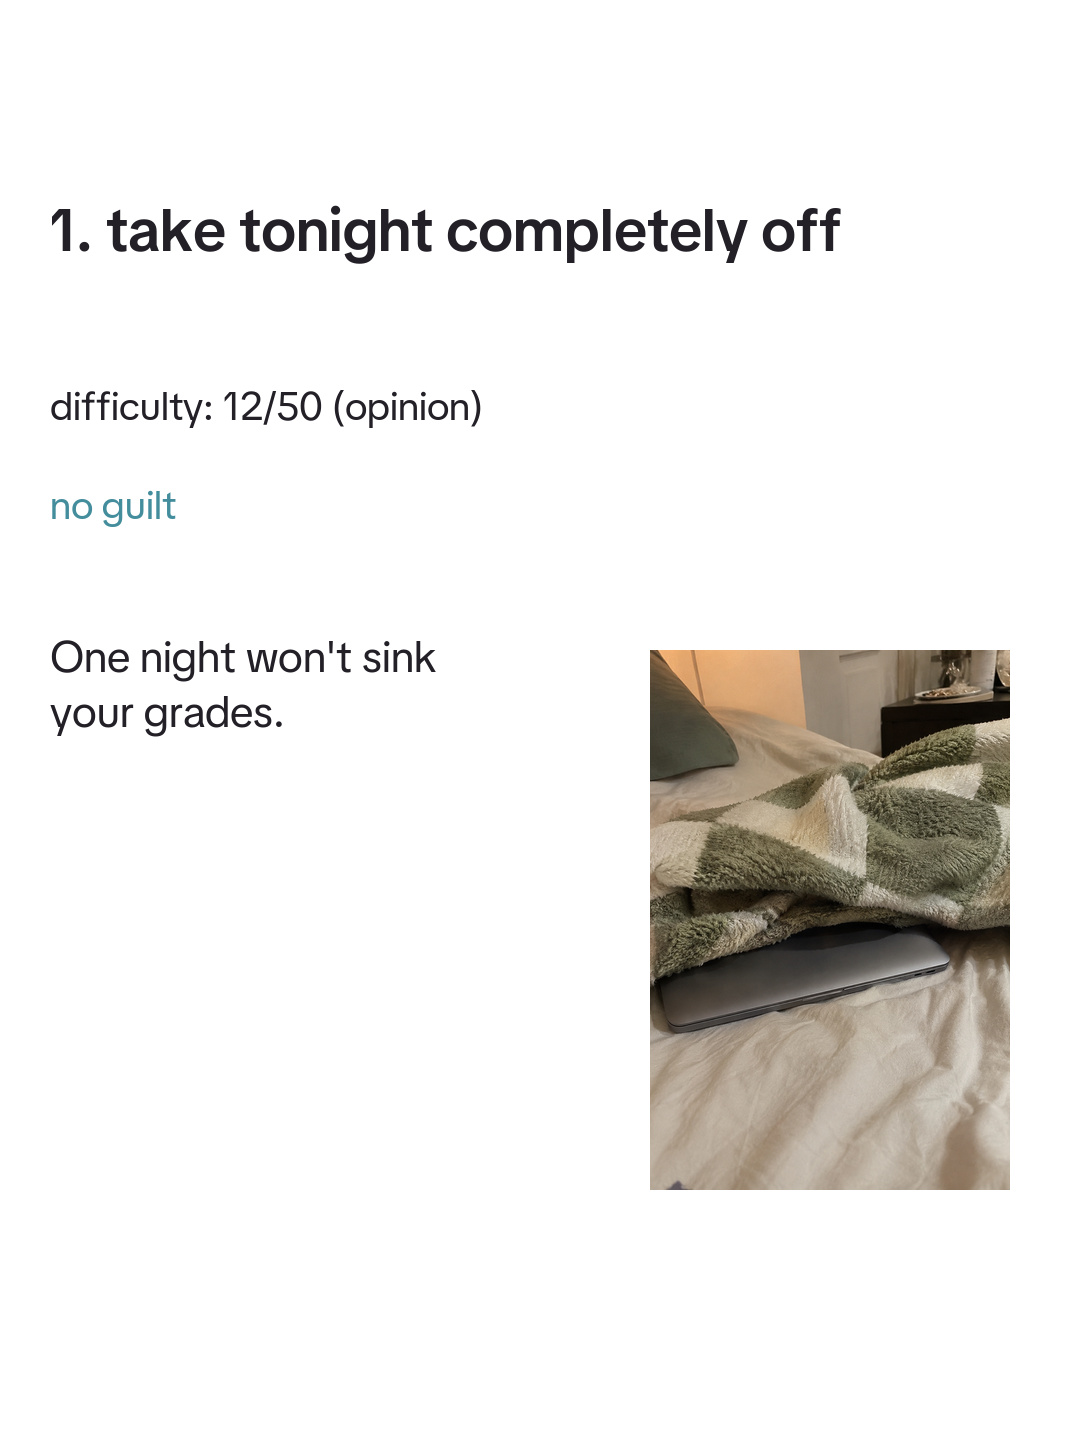 1. take tonight completely off
difficulty: 12/50 (opinion)
no guilt
One night won't sink
your grades.